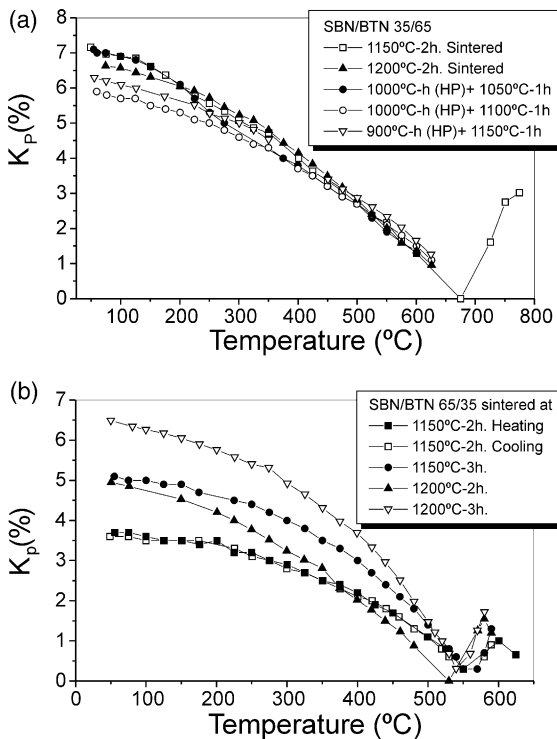 (a)
SBN/BTN 35/65
1150ºC-2h. Sintered
1200ºC-2h. Sintered
1000ºC-h (HP)+ 1050ºC-1h
1000ºC-h (HP)+ 1100ºC-1h
900ºC-h (HP)+ 1150ºC-1h
8
7
6
5
4
3
2
1
0
KP(%)
100 200 300 400 500 600 700 800
Temperature (ºC)
(b)
SBN/BTN 65/35 sintered at
1150ºC-2h. Heating
1150ºC-2h. Cooling
1150ºC-3h.
1200ºC-2h.
1200ºC-3h.
7
6
5
4
3
2
1
0
Kp(%)
0 100 200 300 400 500 600
Temperature (ºC)